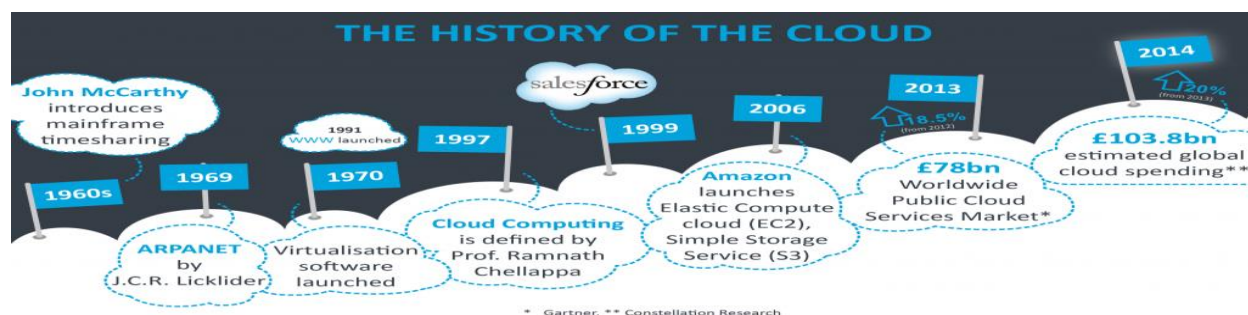 THE HISTORY OF THE CLOUD
John McCarthy
introduces
mainframe
timesharing
1960s
1969
ARPANET
by
J.C.R. Licklider
1991
WWW launched
1970
Virtualisation
software
launched
1997
Cloud Computing
is defined by
Prof. Ramnath
Chellappa
salesforce
1999
2006
Amazon
launches
Elastic Compute
cloud (EC2),
Simple Storage
Service (S3)
2013
18.5%
(from 2012)
£78bn
Worldwide
Public Cloud
Services Market*
2014
20%
(from 2013)
£103.8bn
estimated global
cloud spending**
* Gartner, ** Constellation Research